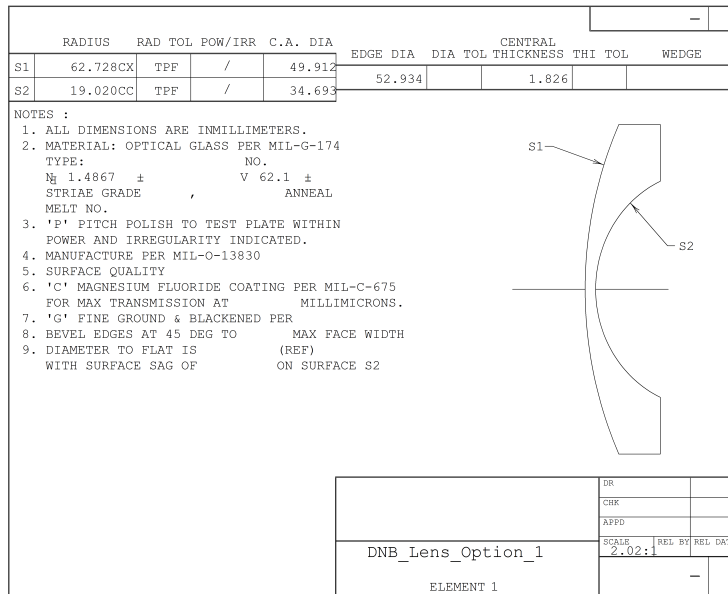 RADIUS RAD TOL POW/IRR C.A. DIA EDGE DIA DIA TOL CENTRAL THICKNESS THI TOL WEDGE
S1 62.728CX TPF / 49.912 52.934 1.826
S2 19.020CC TPF / 34.693
NOTES :
1. ALL DIMENSIONS ARE INMILLIMETERS.
2. MATERIAL: OPTICAL GLASS PER MIL-G-174
TYPE: NO.
Nd 1.4867 ± V 62.1 ±
STRIAE GRADE , ANNEAL
MELT NO.
3. 'P' PITCH POLISH TO TEST PLATE WITHIN
POWER AND IRREGULARITY INDICATED.
4. MANUFACTURE PER MIL-O-13830
5. SURFACE QUALITY
6. 'C' MAGNESIUM FLUORIDE COATING PER MIL-C-675
FOR MAX TRANSMISSION AT MILLIMICRONS.
7. 'G' FINE GROUND & BLACKENED PER
8. BEVEL EDGES AT 45 DEG TO MAX FACE WIDTH
9. DIAMETER TO FLAT IS (REF)
WITH SURFACE SAG OF ON SURFACE S2
S1
S2
DR
CHK
APPD
SCALE REL BY REL DAT
2.02:1
DNB_Lens_Option_1
ELEMENT 1